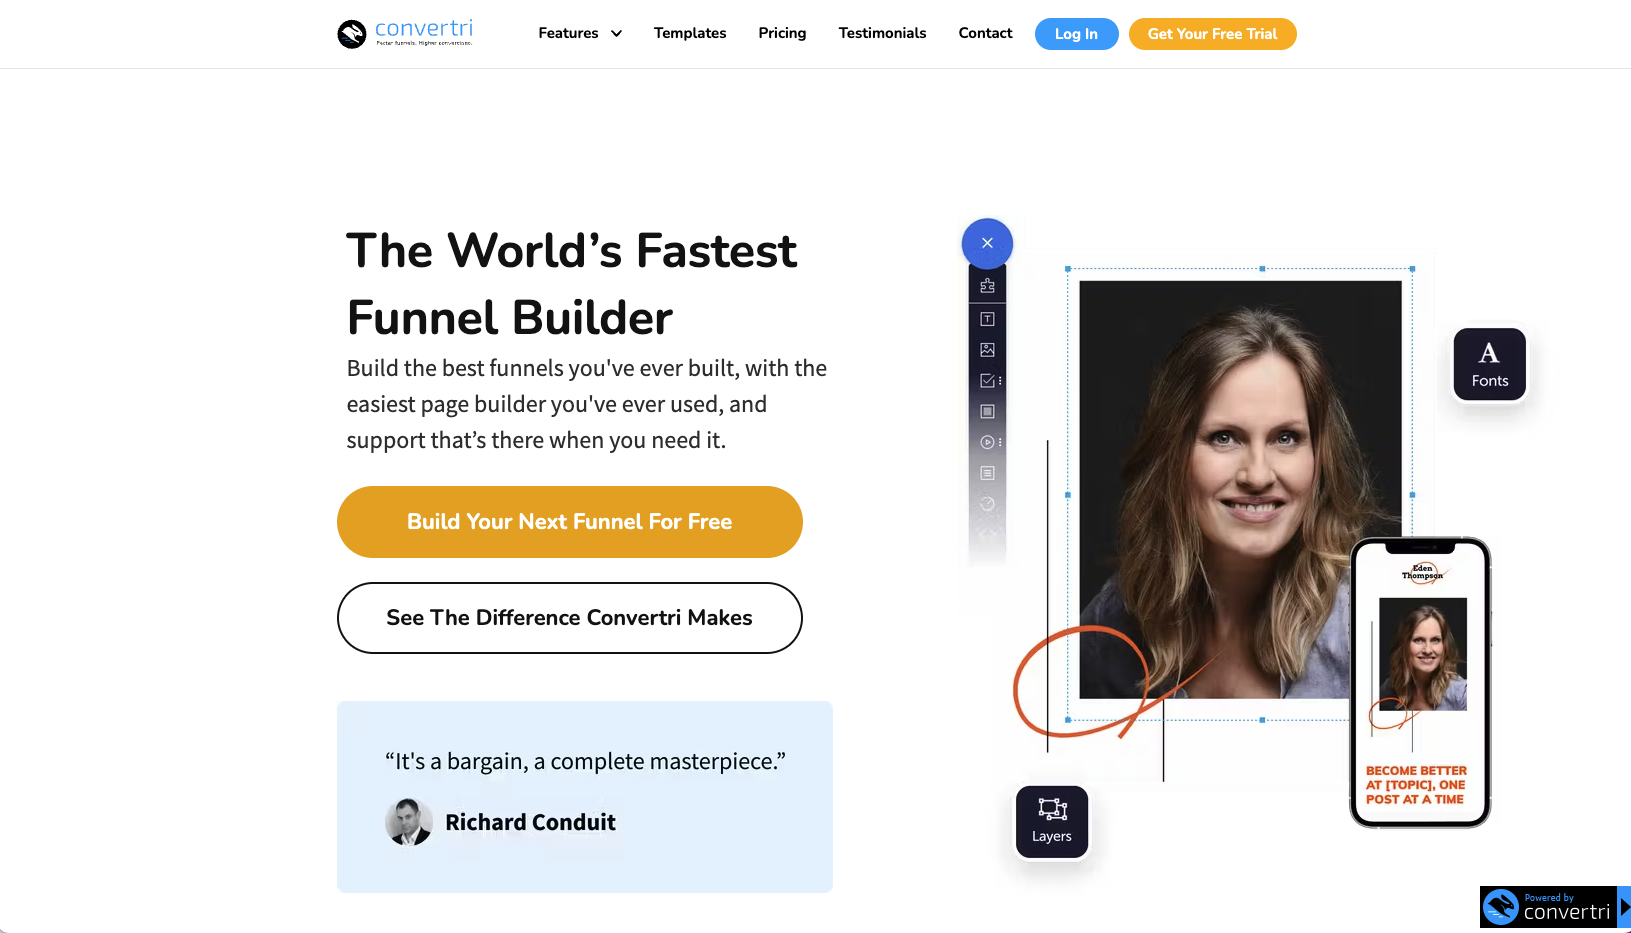 convertri
Faster funnels. Higher conversions.
Features
Templates
Pricing
Testimonials
Contact
Log In
Get Your Free Trial
The World’s Fastest
Funnel Builder
Build the best funnels you've ever built, with the
easiest page builder you've ever used, and
support that’s there when you need it.
Build Your Next Funnel For Free
See The Difference Convertri Makes
“It's a bargain, a complete masterpiece.”
Richard Conduit
A
Fonts
Eden
Thompson
BECOME BETTER
AT [TOPIC], ONE
POST AT A TIME
Layers
Powered by
convertri